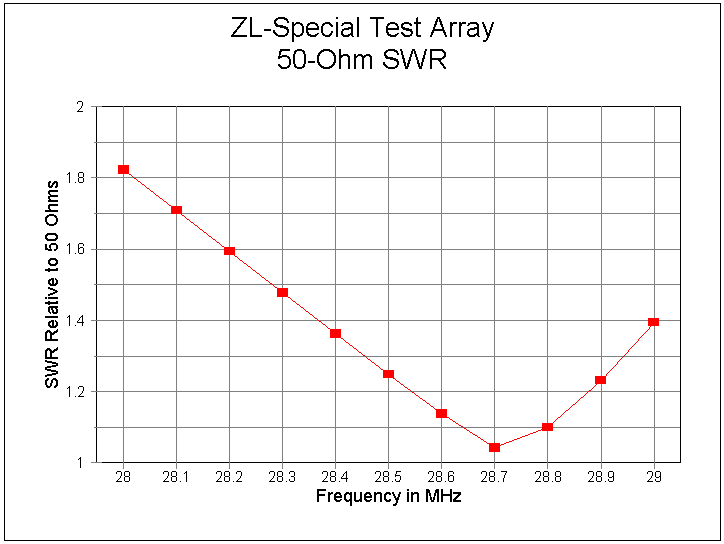 ZL-Special Test Array
50-Ohm SWR
2
1.8
1.6
1.4
1.2
1
SWR Relative to 50 Ohms
28 28.1 28.2 28.3 28.4 28.5 28.6 28.7 28.8 28.9 29
Frequency in MHz